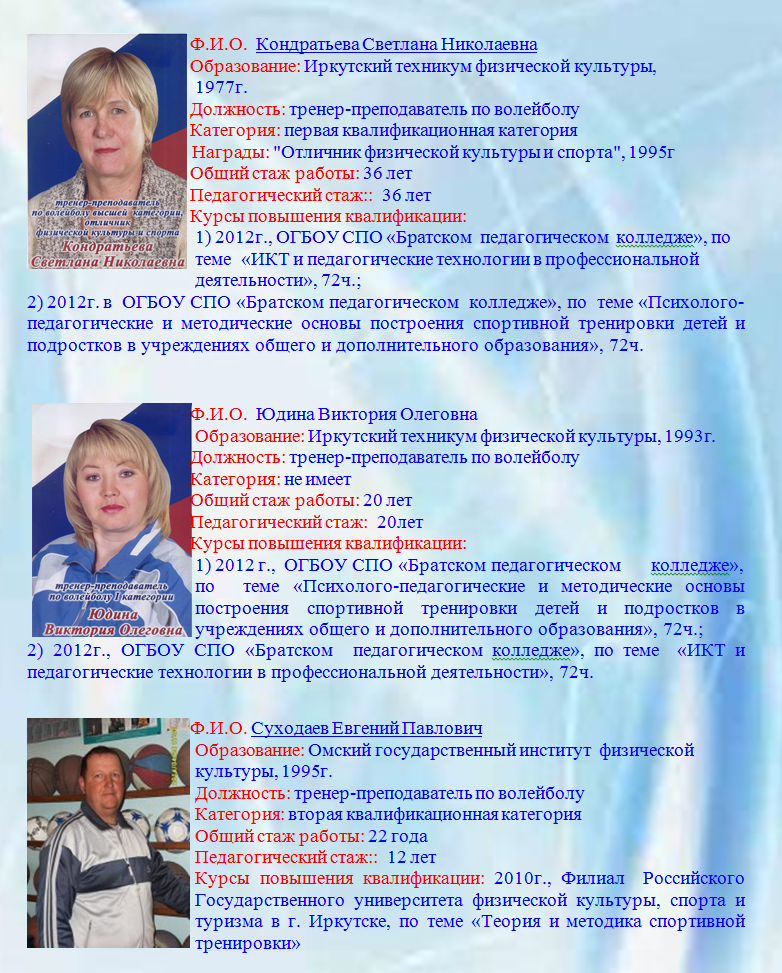 Ф.И.О. Кондратьева Светлана Николаевна
Образование: Иркутский техникум физической культуры,
1977г.
Должность: тренер-преподаватель по волейболу
Категория: первая квалификационная категория
Награды: "Отличник физической культуры и спорта", 1995г
Общий стаж работы: 36 лет
Педагогический стаж:: 36 лет
Курсы повышения квалификации:
1) 2012г., ОГБОУ СПО «Братском педагогическом колледже», по
теме «ИКТ и педагогические технологии в профессиональной
деятельности», 72ч.;
2) 2012г. в ОГБОУ СПО «Братском педагогическом колледже», по теме «Психолого-
педагогические и методические основы построения спортивной тренировки детей и
подростков в учреждениях общего и дополнительного образования», 72ч.
тренер-преподаватель
по волейболу высшей категории,
отличник
физической культуры и спорта
Кондратьева
Светлана Николаевна
Ф.И.О. Юдина Виктория Олеговна
Образование: Иркутский техникум физической культуры, 1993г.
Должность: тренер-преподаватель по волейболу
Категория: не имеет
Общий стаж работы: 20 лет
Педагогический стаж: 20лет
Курсы повышения квалификации:
1) 2012 г., ОГБОУ СПО «Братском педагогическом колледже»,
по теме «Психолого-педагогические и методические основы
построения спортивной тренировки детей и подростков в
учреждениях общего и дополнительного образования», 72ч.;
2) 2012г., ОГБОУ СПО «Братском педагогическом колледже», по теме «ИКТ и
педагогические технологии в профессиональной деятельности», 72ч.
тренер-преподаватель
по волейболу I категории
Юдина
Виктория Олеговна
Ф.И.О. Суходаев Евгений Павлович
Образование: Омский государственный институт физической
культуры, 1995г.
Должность: тренер-преподаватель по волейболу
Категория: вторая квалификационная категория
Общий стаж работы: 22 года
Педагогический стаж:: 12 лет
Курсы повышения квалификации: 2010г., Филиал Российского
Государственного университета физической культуры, спорта и
туризма в г. Иркутске, по теме «Теория и методика спортивной
тренировки»